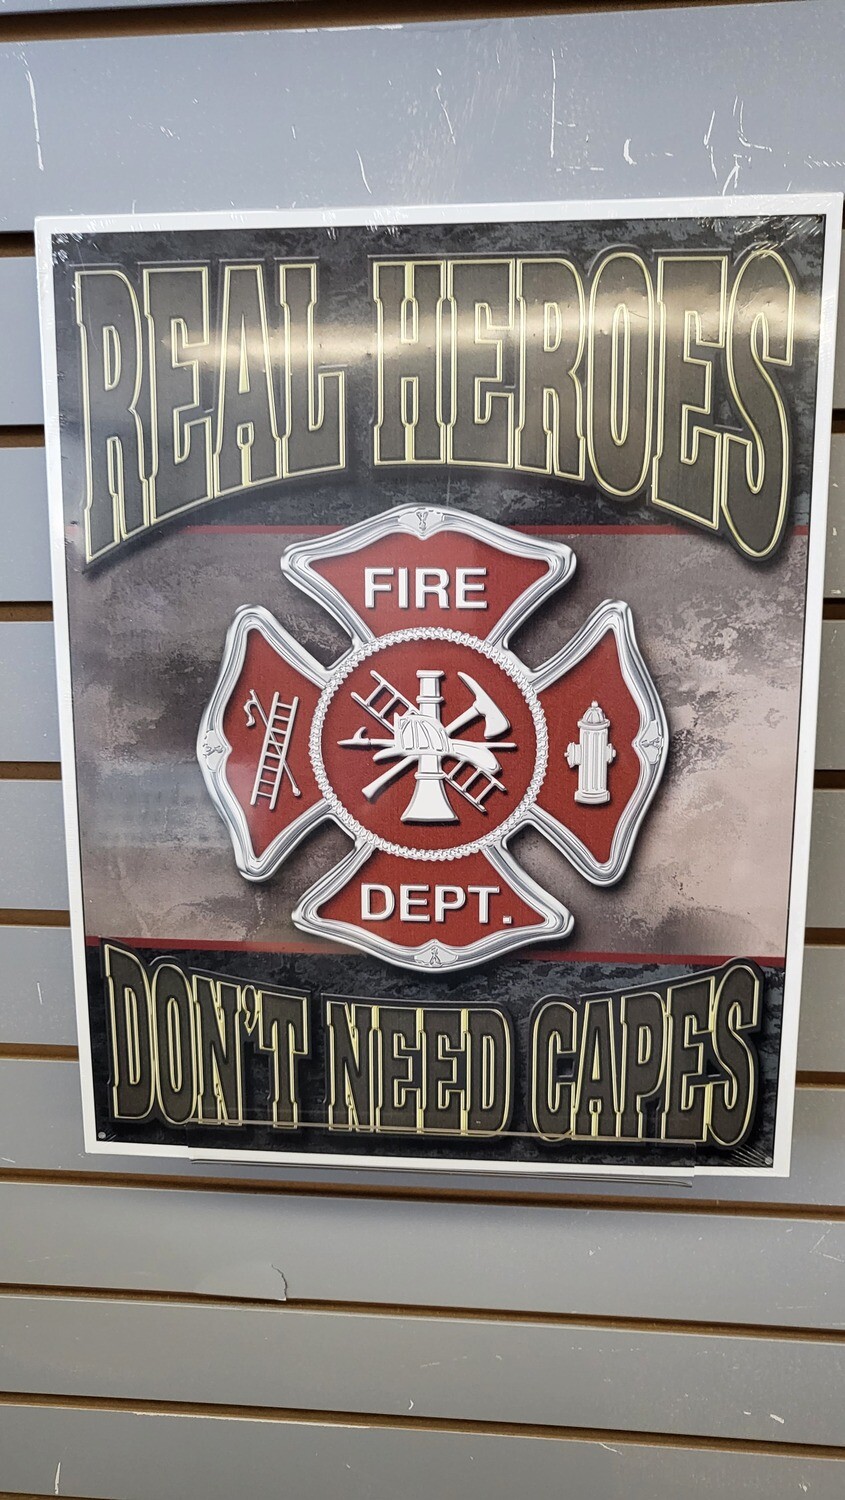 REAL HEROES
FIRE
DEPT.
DON'T NEED CAPES